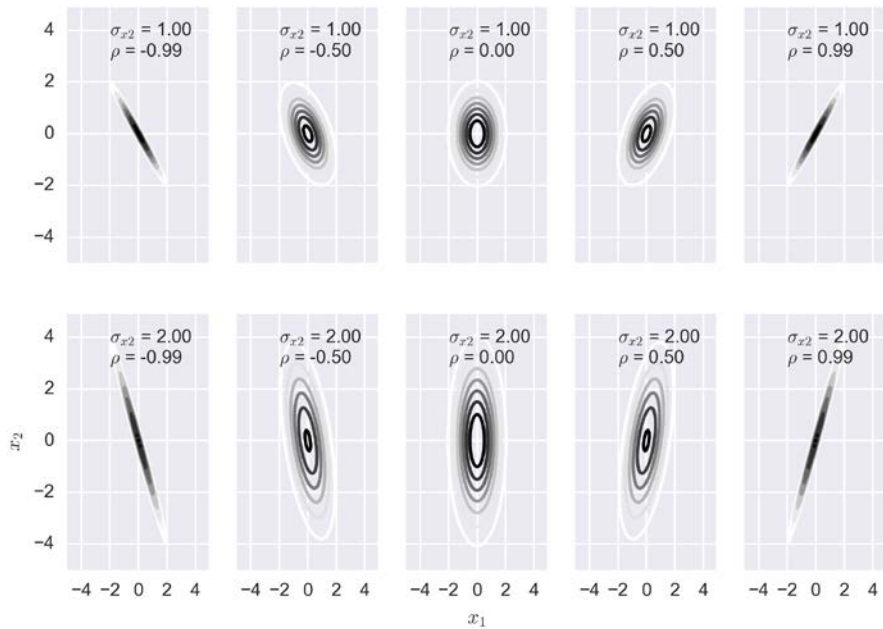 4
2
0
−2
−4
σx2 = 1.00
ρ = -0.99
σx2 = 1.00
ρ = -0.50
σx2 = 1.00
ρ = 0.00
σx2 = 1.00
ρ = 0.50
σx2 = 1.00
ρ = 0.99
x2
4
2
0
−2
−4
σx2 = 2.00
ρ = -0.99
σx2 = 2.00
ρ = -0.50
σx2 = 2.00
ρ = 0.00
σx2 = 2.00
ρ = 0.50
σx2 = 2.00
ρ = 0.99
−4 −2 0 2 4
−4 −2 0 2 4
−4 −2 0 2 4
−4 −2 0 2 4
−4 −2 0 2 4
x1